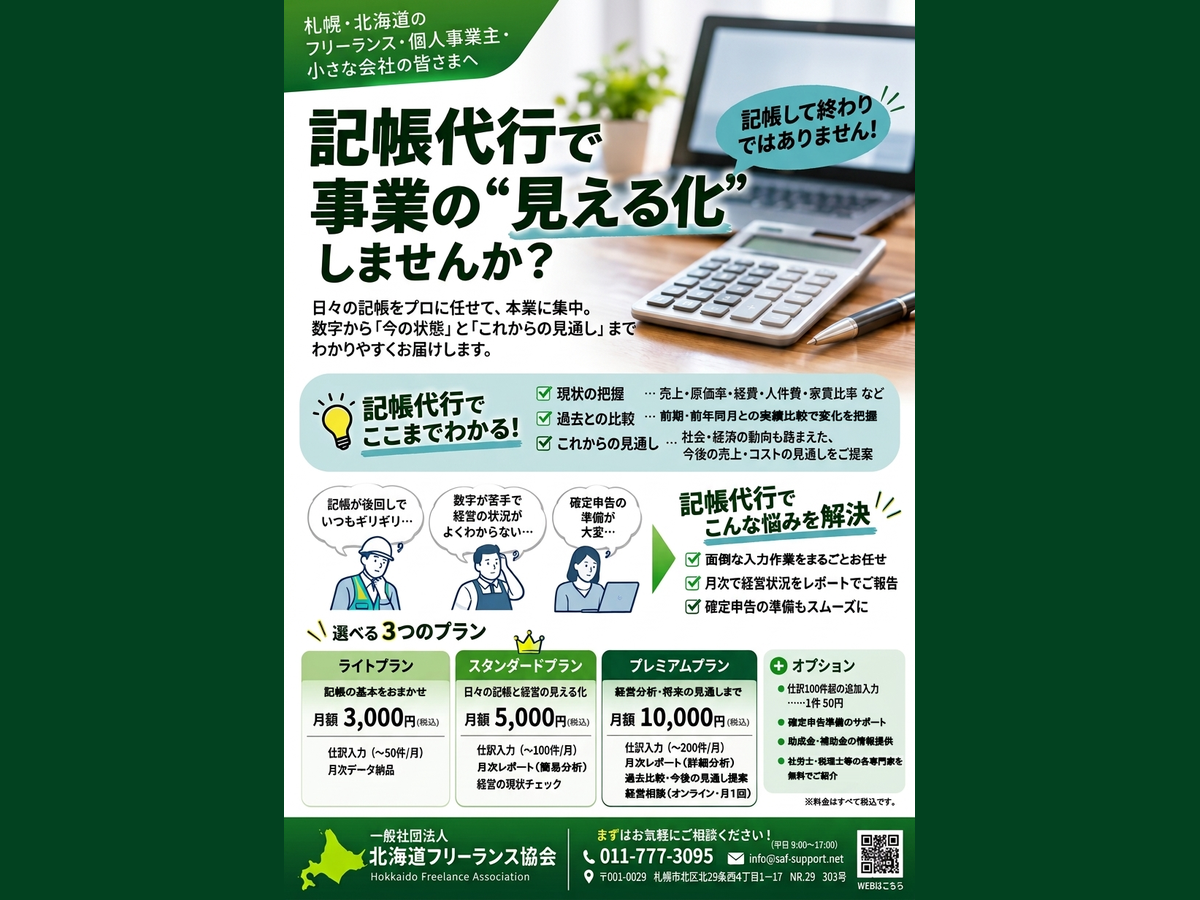 札幌・北海道の
フリーランス・個人事業主・
小さな会社の皆さまへ
記帳して終わり
ではありません!
記帳代行で
事業の“見える化”
しませんか?
日々の記帳をプロに任せて、本業に集中。
数字から「今の状態」と「これからの見通し」まで
わかりやすくお届けします。
記帳代行で
ここまでわかる!
現状の把握 … 売上・原価率・経費・人件費・家賃比率 など
過去との比較 … 前期・前年同月との実績比較で変化を把握
これからの見通し … 社会・経済の動向も踏まえた、
今後の売上・コストの見通しをご提案
記帳が後回しで
いつもギリギリ…
数字が苦手で
経営の状況が
よくわからない…
確定申告の
準備が
大変…
記帳代行で
こんな悩みを解決
面倒な入力作業をまるごとお任せ
月次で経営状況をレポートでご報告
確定申告の準備もスムーズに
選べる3つのプラン
ライトプラン
記帳の基本をおまかせ
月額 3,000円(税込)
仕訳入力(~50件/月)
月次データ納品
スタンダードプラン
日々の記帳と経営の見える化
月額 5,000円(税込)
仕訳入力(~100件/月)
月次レポート(簡易分析)
経営の現状チェック
プレミアムプラン
経営分析・将来の見通しまで
月額 10,000円(税込)
仕訳入力(~200件/月)
月次レポート(詳細分析)
過去比較・今後の見通し提案
経営相談(オンライン・月1回)
オプション
仕訳100件超の追加入力
……1件 50円
確定申告準備のサポート
助成金・補助金の情報提供
社労士・税理士等の各専門家を
無料でご紹介
※料金はすべて税込です。
一般社団法人
北海道フリーランス協会
Hokkaido Freelance Association
まずはお気軽にご相談ください!
(平日 9:00~17:00)
011-777-3095 info@saf-support.net
〒001-0029 札幌市北区北29条西4丁目1-17 NR.29 303号
WEBはこちら